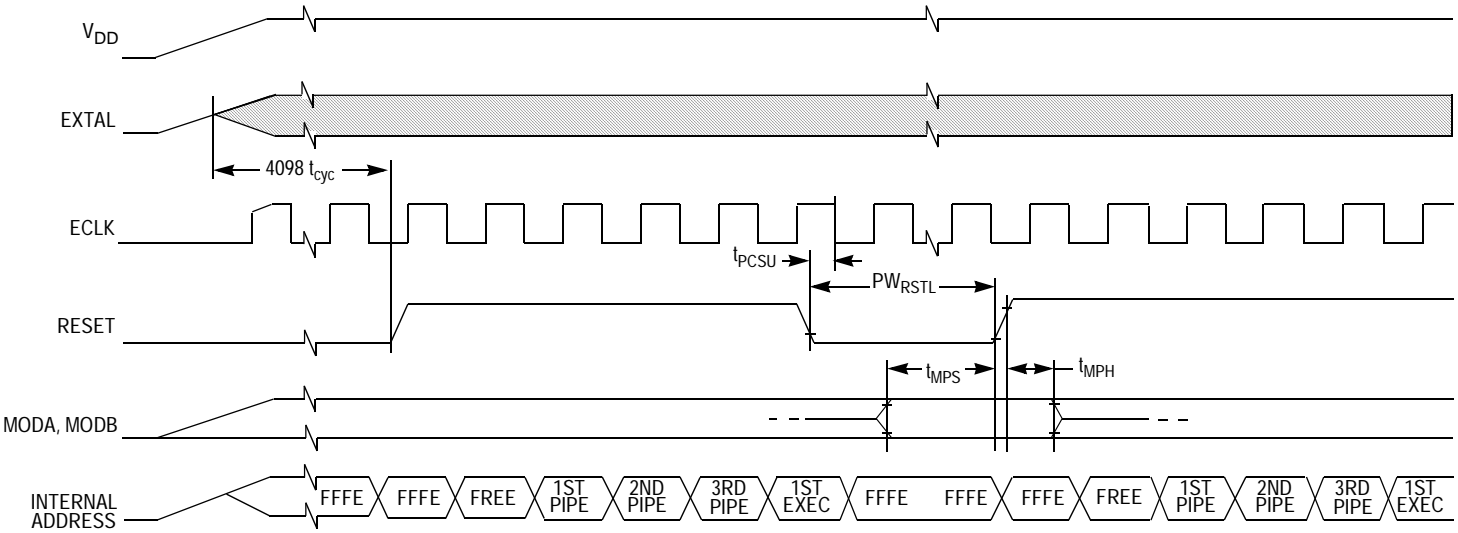 VDD
EXTAL
4098 tcyc
ECLK
tPCSU
PWRSTL
RESET
tMPS
tMPH
MODA, MODB
INTERNAL
ADDRESS
FFFE
FFFE
FREE
1ST
PIPE
2ND
PIPE
3RD
PIPE
1ST
EXEC
FFFE
FFFE
FFFE
FREE
1ST
PIPE
2ND
PIPE
3RD
PIPE
1ST
EXEC